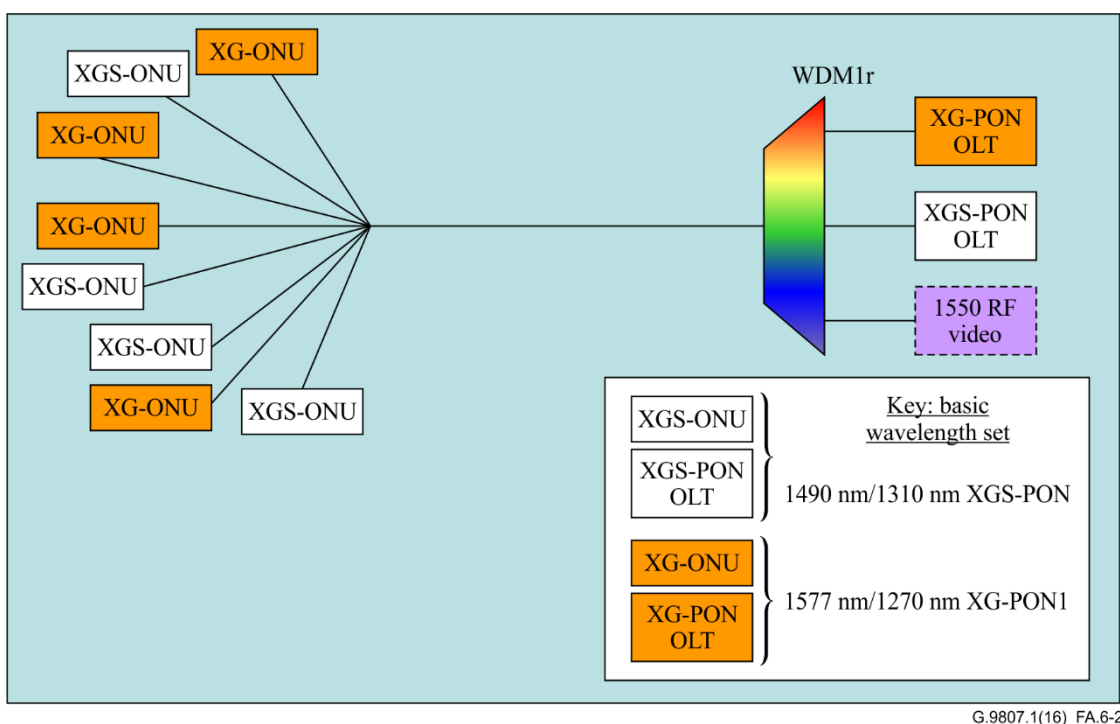 XG-ONU
XGS-ONU
XG-ONU
XG-ONU
XGS-ONU
XGS-ONU
XG-ONU
XGS-ONU
WDM1r
XG-PON
OLT
XGS-PON
OLT
1550 RF
video
Key: basic
wavelength set
XGS-ONU
XGS-PON
OLT
1490 nm/1310 nm XGS-PON
XG-ONU
XG-PON
OLT
1577 nm/1270 nm XG-PON1
G.9807.1(16)_FA.6-2